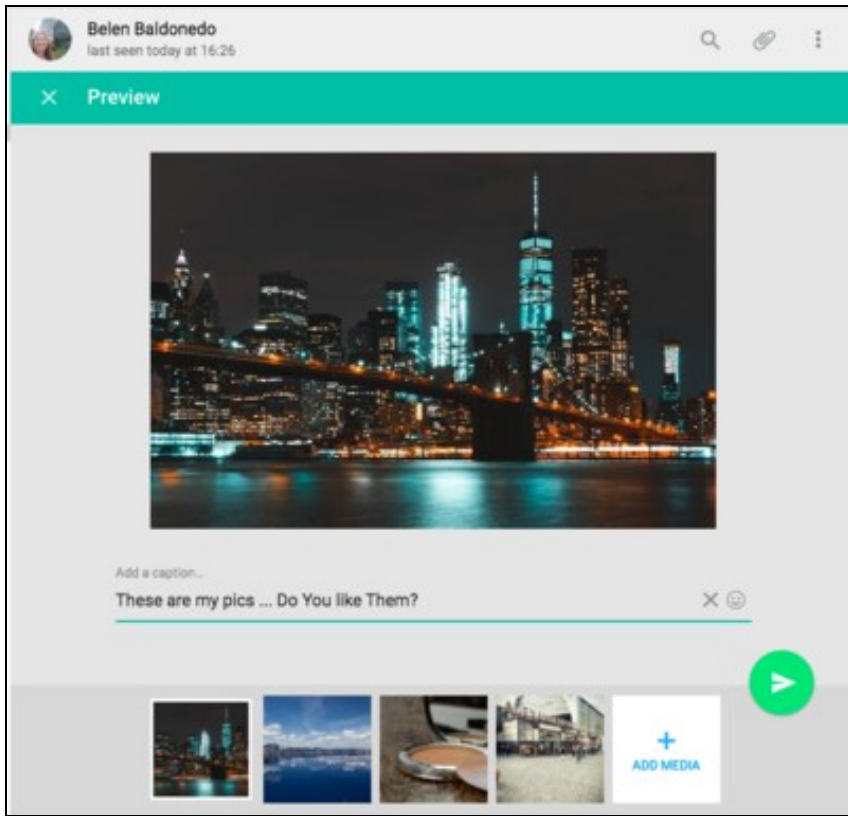 Belen Baldonedo
last seen today at 16:26
Preview
Add a caption...
These are my pics ... Do You like Them?
ADD MEDIA